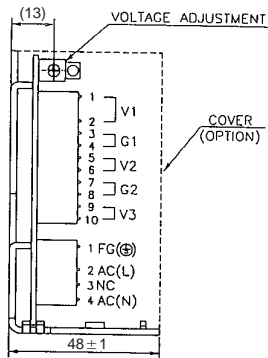 (13)
VOLTAGE ADJUSTMENT
1
V1
2
3
G1
4
5
V2
6
7
G2
8
9
V3
10
COVER
(OPTION)
1 FG(⏚)
2 AC(L)
3 NC
4 AC(N)
48±1